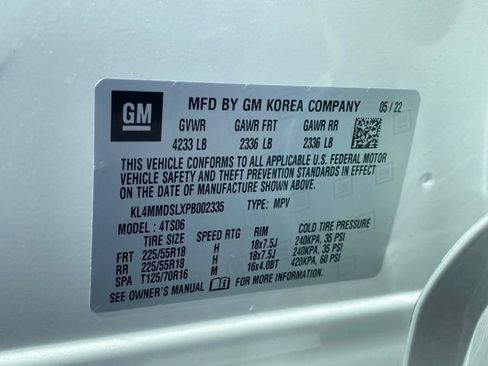 GM MFD BY GM KOREA COMPANY 05/22
GVWR GAWR FRT GAWR RR
4233 LB 2336 LB 2336 LB
THIS VEHICLE CONFORMS TO ALL APPLICABLE U.S. FEDERAL MOTOR
VEHICLE SAFETY AND THEFT PREVENTION STANDARDS IN EFFECT
ON THE DATE OF MANUFACTURE SHOWN ABOVE.
KL4MMDSLXPB002335 TYPE: MPV
MODEL : 4TS06
TIRE SIZE SPEED RTG RIM COLD TIRE PRESSURE
FRT 225/55R18 H 18x7.5J 240KPA, 35 PSI
RR 225/55R18 H 18x7.5J 240KPA, 35 PSI
SPA T125/70R16 M 16x4.0BT 420KPA, 60 PSI
SEE OWNER'S MANUAL FOR MORE INFORMATION.